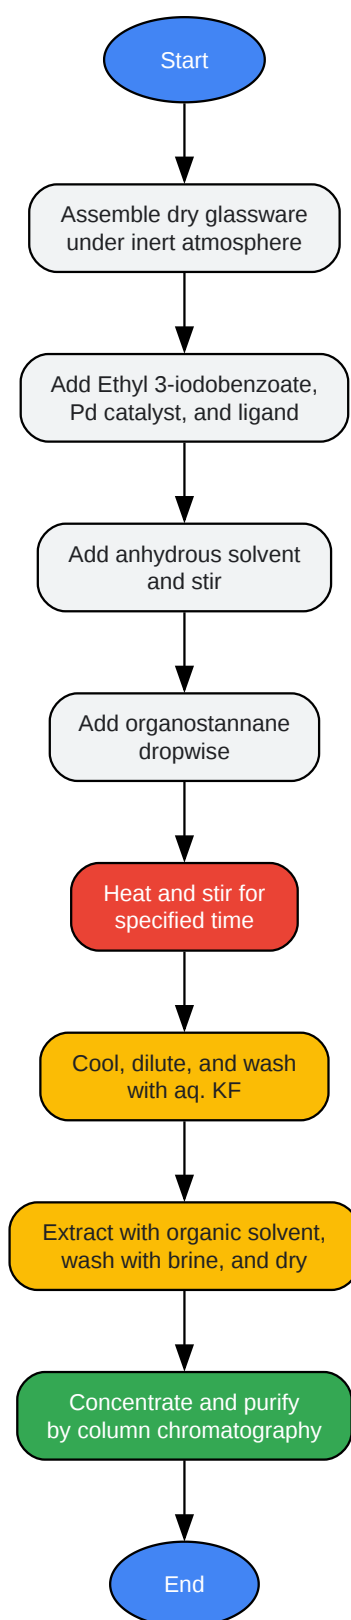 Start
Assemble dry glassware
under inert atmosphere
Add Ethyl 3-iodobenzoate,
Pd catalyst, and ligand
Add anhydrous solvent
and stir
Add organostannane
dropwise
Heat and stir for
specified time
Cool, dilute, and wash
with aq. KF
Extract with organic solvent,
wash with brine, and dry
Concentrate and purify
by column chromatography
End